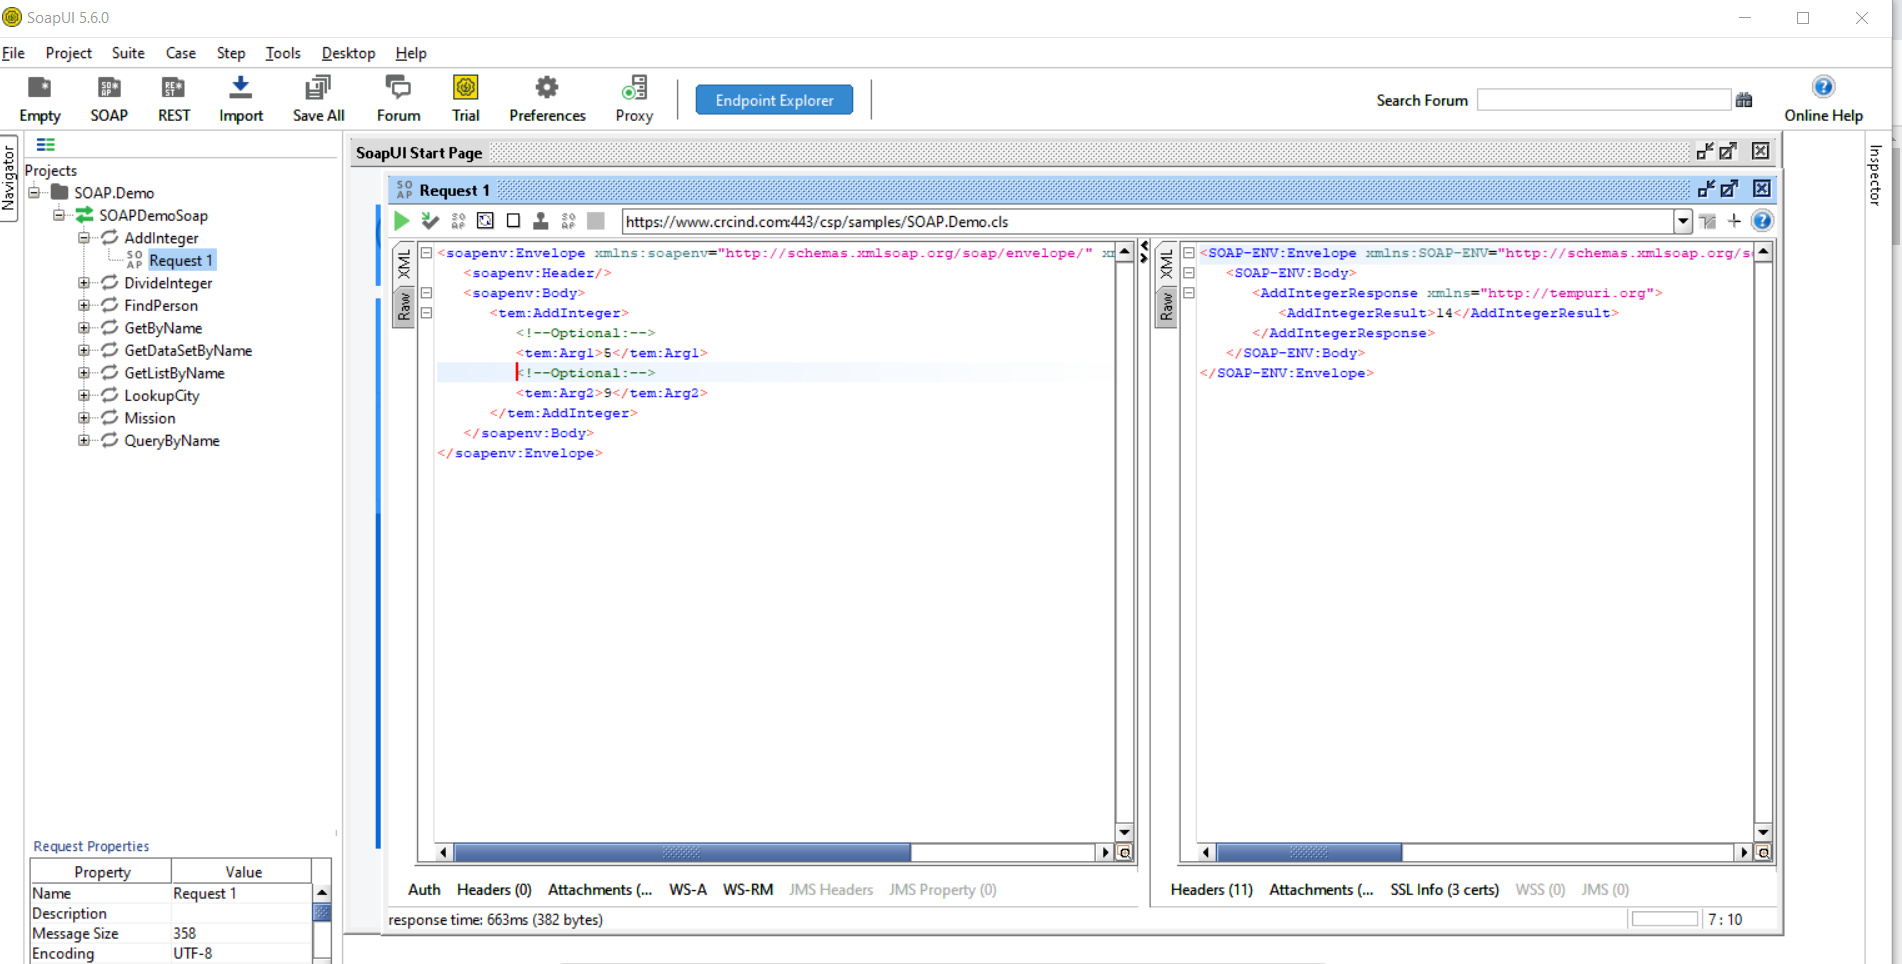 SoapUI 5.6.0
File Project Suite Case Step Tools Desktop Help
Empty SOAP REST Import Save All Forum Trial Preferences Proxy Endpoint Explorer Search Forum Online Help
Navigator
Projects
SOAP.Demo
SOAPDemoSoap
AddInteger
Request 1
DivideInteger
FindPerson
GetByName
GetDataSetByName
GetListByName
LookupCity
Mission
QueryByName
Request Properties
Property Value
Name Request 1
Description
Message Size 358
Encoding UTF-8
SoapUI Start Page
Request 1
https://www.crcind.com:443/csp/samples/SOAP.Demo.cls
XML
Raw
<soapenv:Envelope xmlns:soapenv="http://schemas.xmlsoap.org/soap/envelope/"
<soapenv:Header/>
<soapenv:Body>
<tem:AddInteger>
<!--Optional:-->
<tem:Arg1>5</tem:Arg1>
<!--Optional:-->
<tem:Arg2>9</tem:Arg2>
</tem:AddInteger>
</soapenv:Body>
</soapenv:Envelope>
Auth Headers (0) Attachments (... WS-A WS-RM JMS Headers JMS Property (0)
XML
Raw
<SOAP-ENV:Envelope xmlns:SOAP-ENV="http://schemas.xmlsoap.org/s
<SOAP-ENV:Body>
<AddIntegerResponse xmlns="http://tempuri.org">
<AddIntegerResult>14</AddIntegerResult>
</AddIntegerResponse>
</SOAP-ENV:Body>
</SOAP-ENV:Envelope>
Headers (11) Attachments (... SSL Info (3 certs) WSS (0) JMS (0)
response time: 663ms (382 bytes)
7 : 10
Inspector